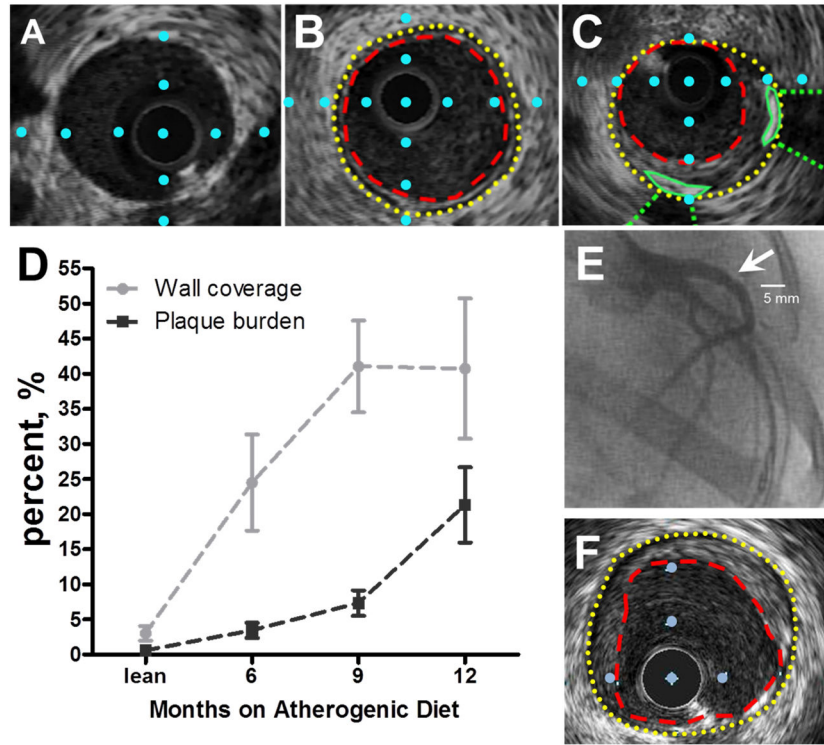 A
B
C
D
55
50
45
40
35
30
25
20
15
10
5
0
percent, %
Wall coverage
Plaque burden
lean 6 9 12
Months on Atherogenic Diet
E
5 mm
F